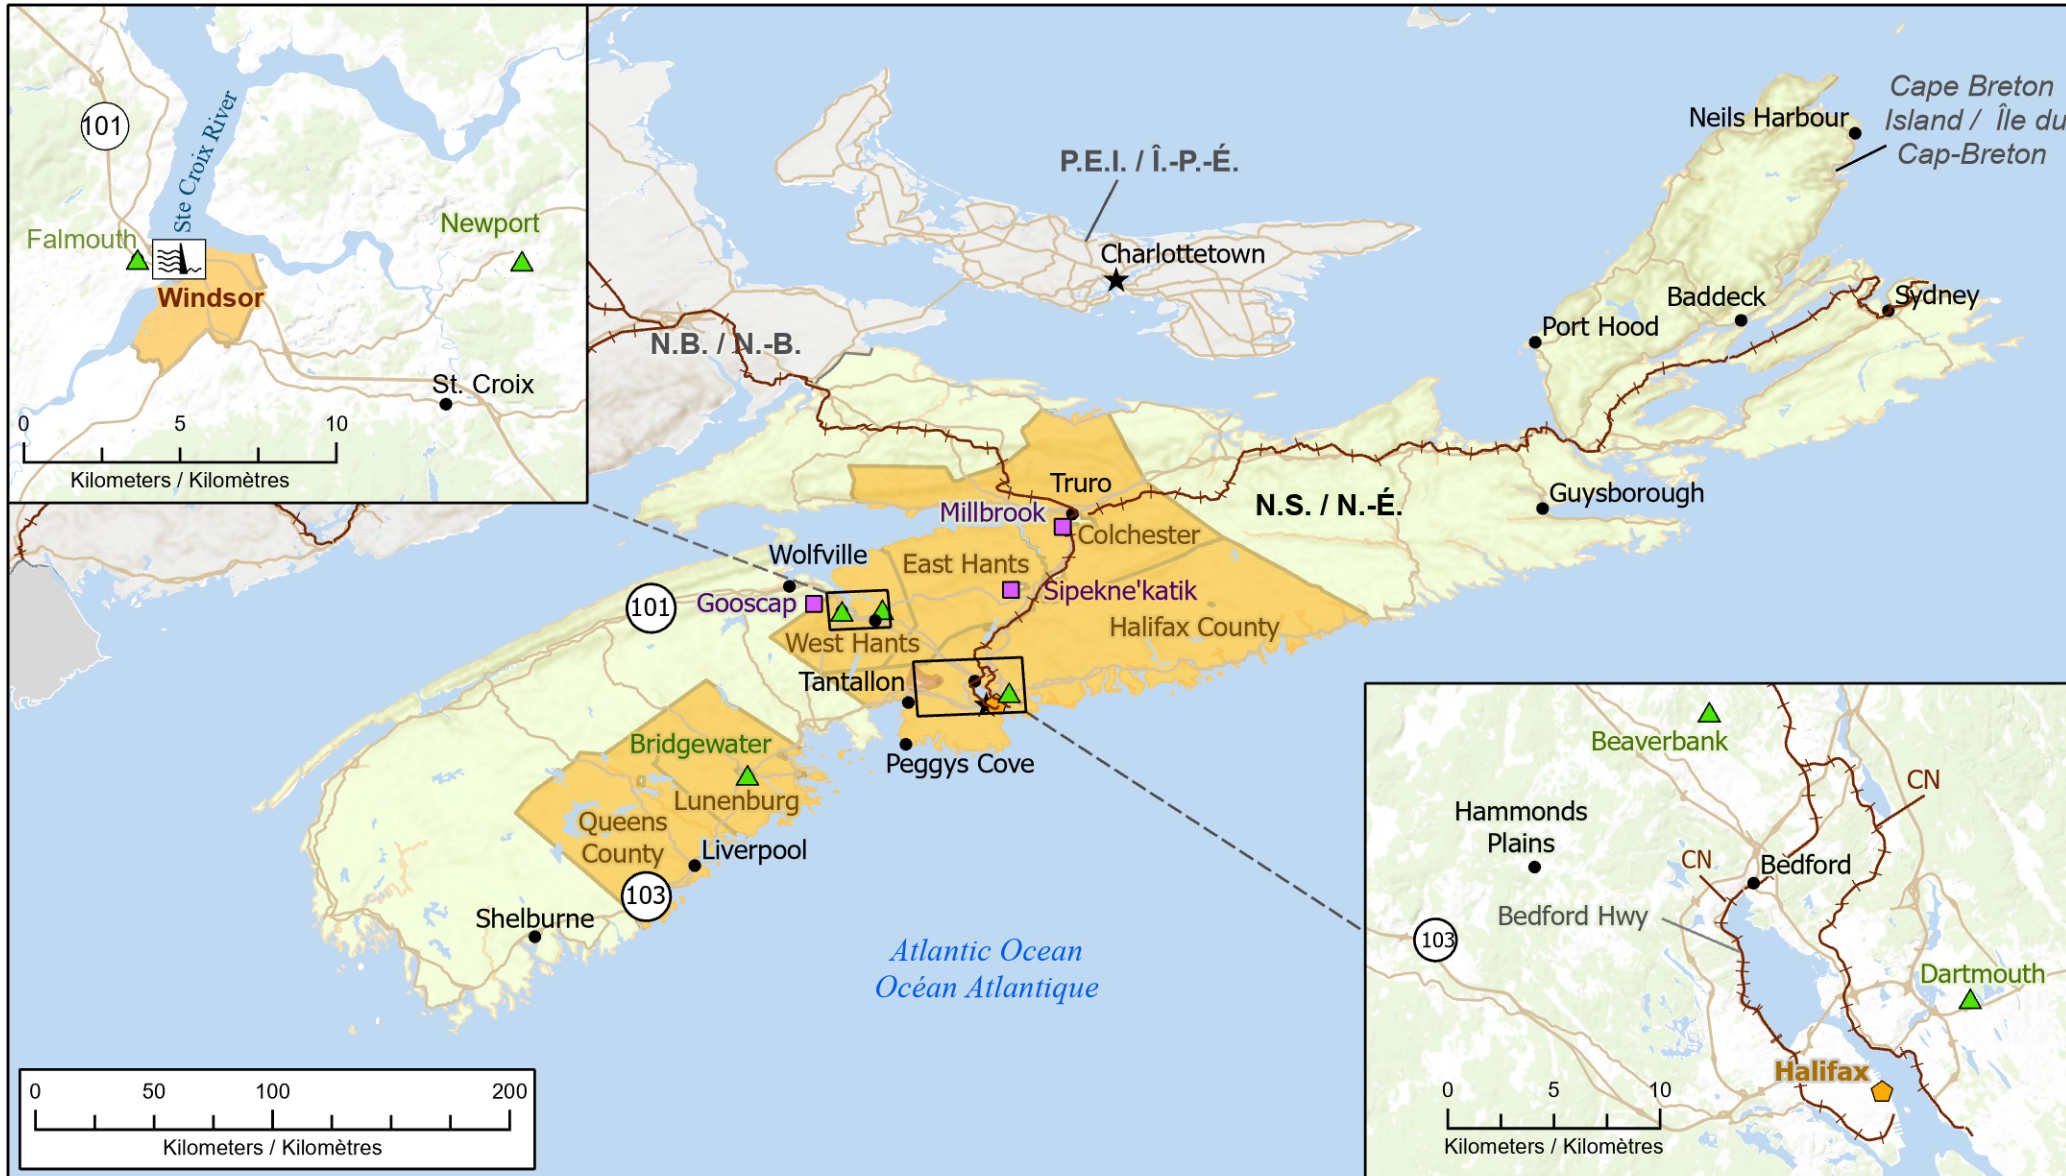 101
Ste Croix River
Falmouth
Newport
Windsor
St. Croix
0 5 10
Kilometers / Kilomètres
Cape Breton
Island / Île du
Cap-Breton
Neils Harbour
P.E.I. / Î.-P.-É.
Charlottetown
Baddeck
Sydney
Port Hood
N.B. / N.-B.
Truro
N.S. / N.-É.
Guysborough
Millbrook
Colchester
Wolfville
East Hants
Sipekne'katik
101
Gooscap
Halifax County
West Hants
Tantallon
Bridgewater
Peggys Cove
Lunenburg
Queens
County
Liverpool
103
Shelburne
Atlantic Ocean
Océan Atlantique
0 50 100 200
Kilometers / Kilomètres
Beaverbank
CN
Hammonds
Plains
CN
Bedford
Bedford Hwy
103
Dartmouth
Halifax
0 5 10
Kilometers / Kilomètres